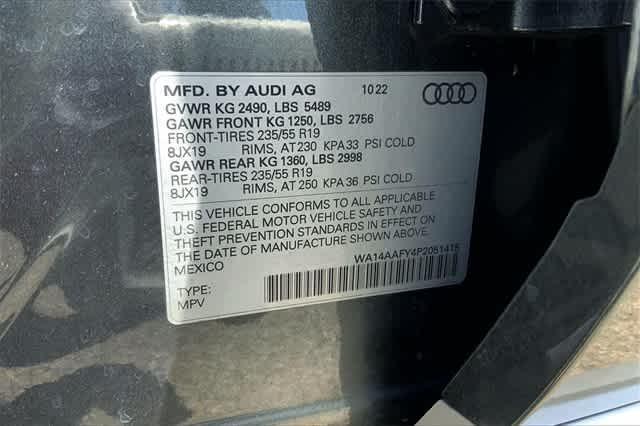 MFD. BY AUDI AG 10 22
GVWR KG 2490, LBS 5489
GAWR FRONT KG 1250, LBS 2756
FRONT-TIRES 235/55 R19
8JX19 RIMS, AT 230 KPA 33 PSI COLD
GAWR REAR KG 1360, LBS 2998
REAR-TIRES 235/55 R19
8JX19 RIMS, AT 250 KPA 36 PSI COLD
THIS VEHICLE CONFORMS TO ALL APPLICABLE
U.S. FEDERAL MOTOR VEHICLE SAFETY AND
THEFT PREVENTION STANDARDS IN EFFECT ON
THE DATE OF MANUFACTURE SHOWN ABOVE.
MEXICO
WA14AAFY4P2051415
TYPE:
MPV